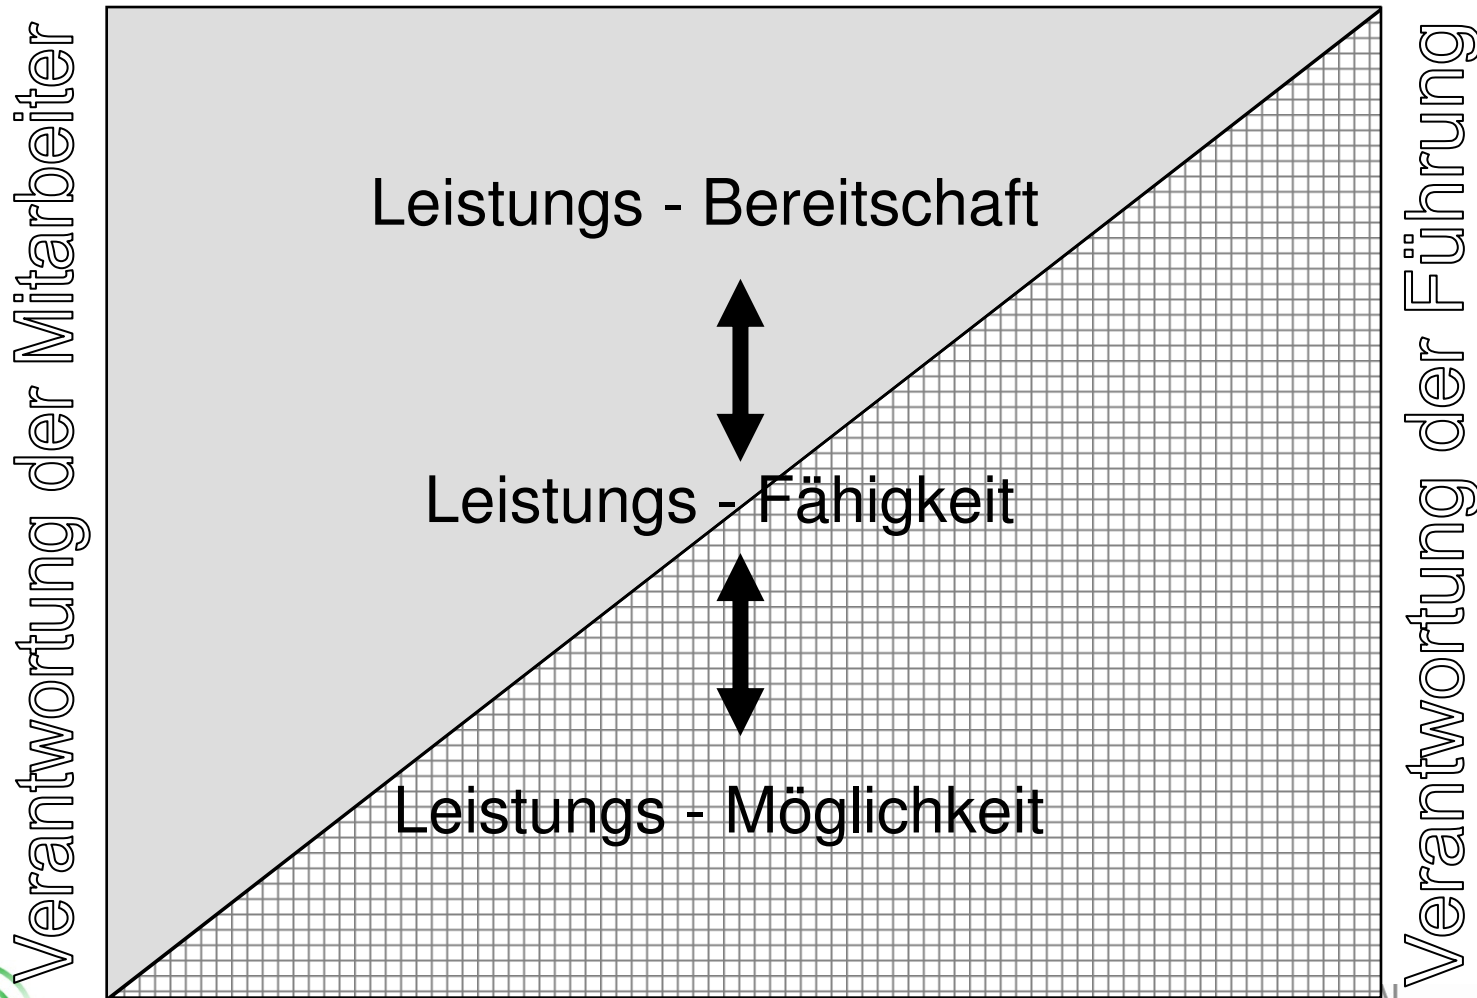 Verantwortung der Mitarbeiter
Leistungs - Bereitschaft
Leistungs - Fähigkeit
Leistungs - Möglichkeit
Verantwortung der Führung